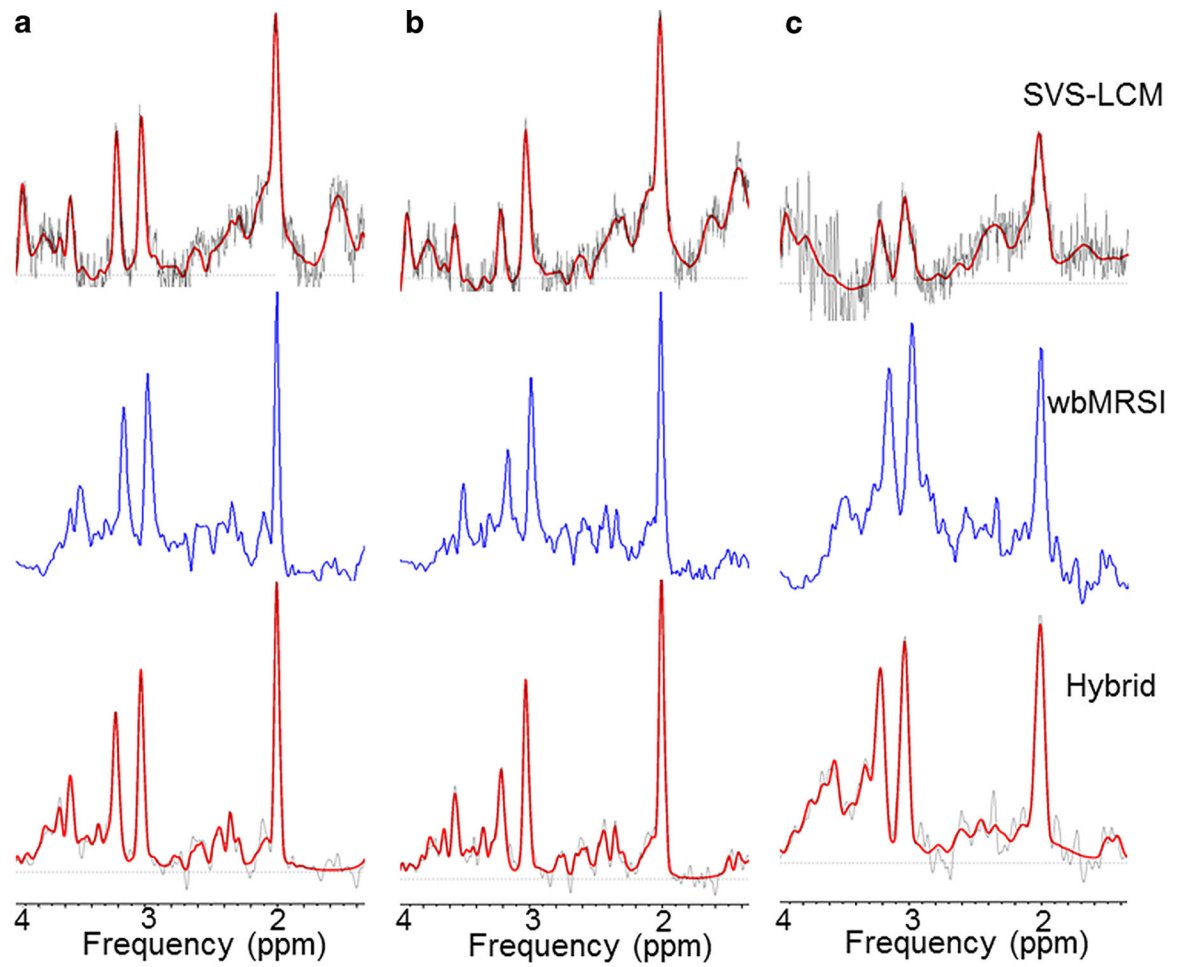 a b c
SVS-LCM
wbMRSI
Hybrid
4 3 2 4 3 2 4 3 2
Frequency (ppm) Frequency (ppm) Frequency (ppm)